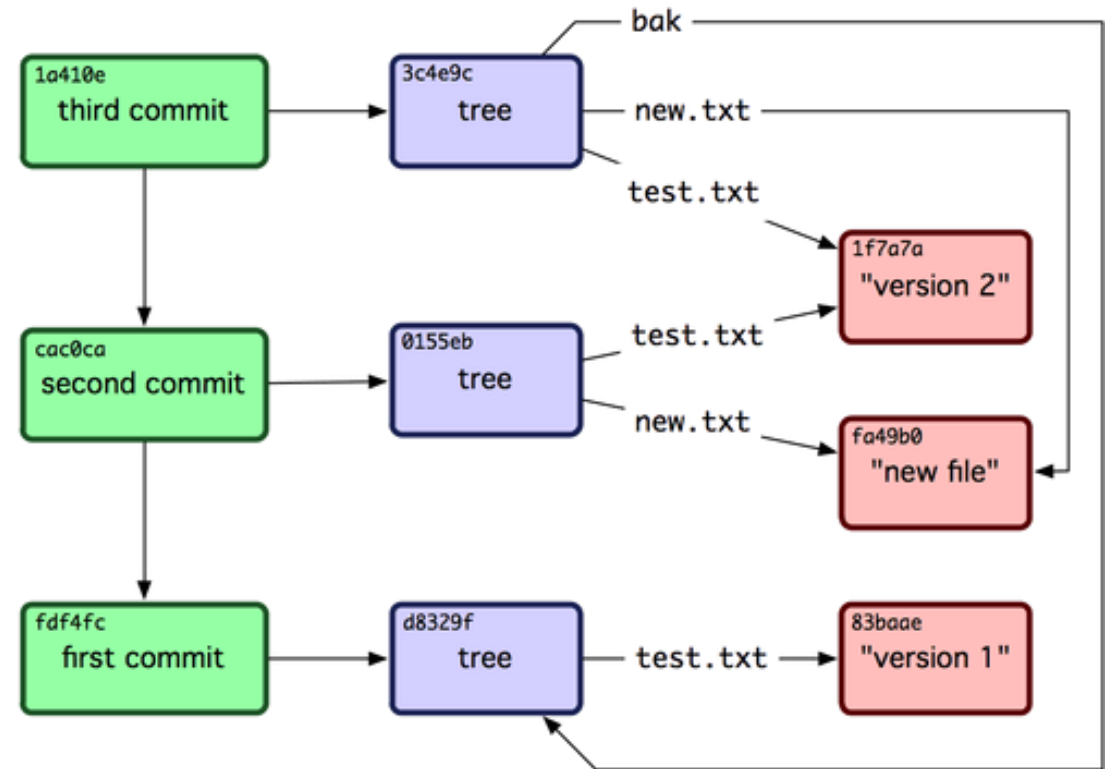 bak
1a410e
third commit
3c4e9c
tree
new.txt
test.txt
1f7a7a
"version 2"
cac0ca
second commit
0155eb
tree
test.txt
new.txt
fa49b0
"new file"
fdf4fc
first commit
d8329f
tree
test.txt
83baae
"version 1"